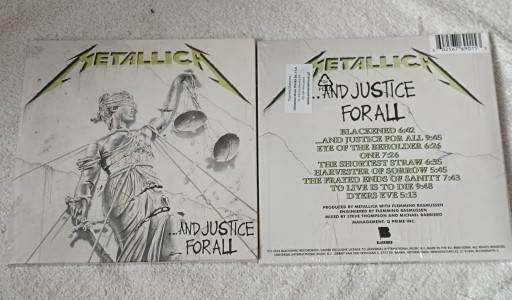 METALLICA
...AND JUSTICE
FOR ALL
METALLICA
...AND JUSTICE
FOR ALL
BLACKENED 6:42
...AND JUSTICE FOR ALL 9:45
EYE OF THE BEHOLDER 6:26
ONE 7:26
THE SHORTEST STRAW 6:35
HARVESTER OF SORROW 5:45
THE FRAYED ENDS OF SANITY 7:43
TO LIVE IS TO DIE 9:48
DYERS EVE 5:13
PRODUCED BY METALLICA WITH FLEMMING RASMUSSEN
ENGINEERED BY FLEMMING RASMUSSEN
MIXED BY STEVE THOMPSON AND MICHAEL BARBIERO
MANAGEMENT: Q PRIME INC.
B
BLACKENED